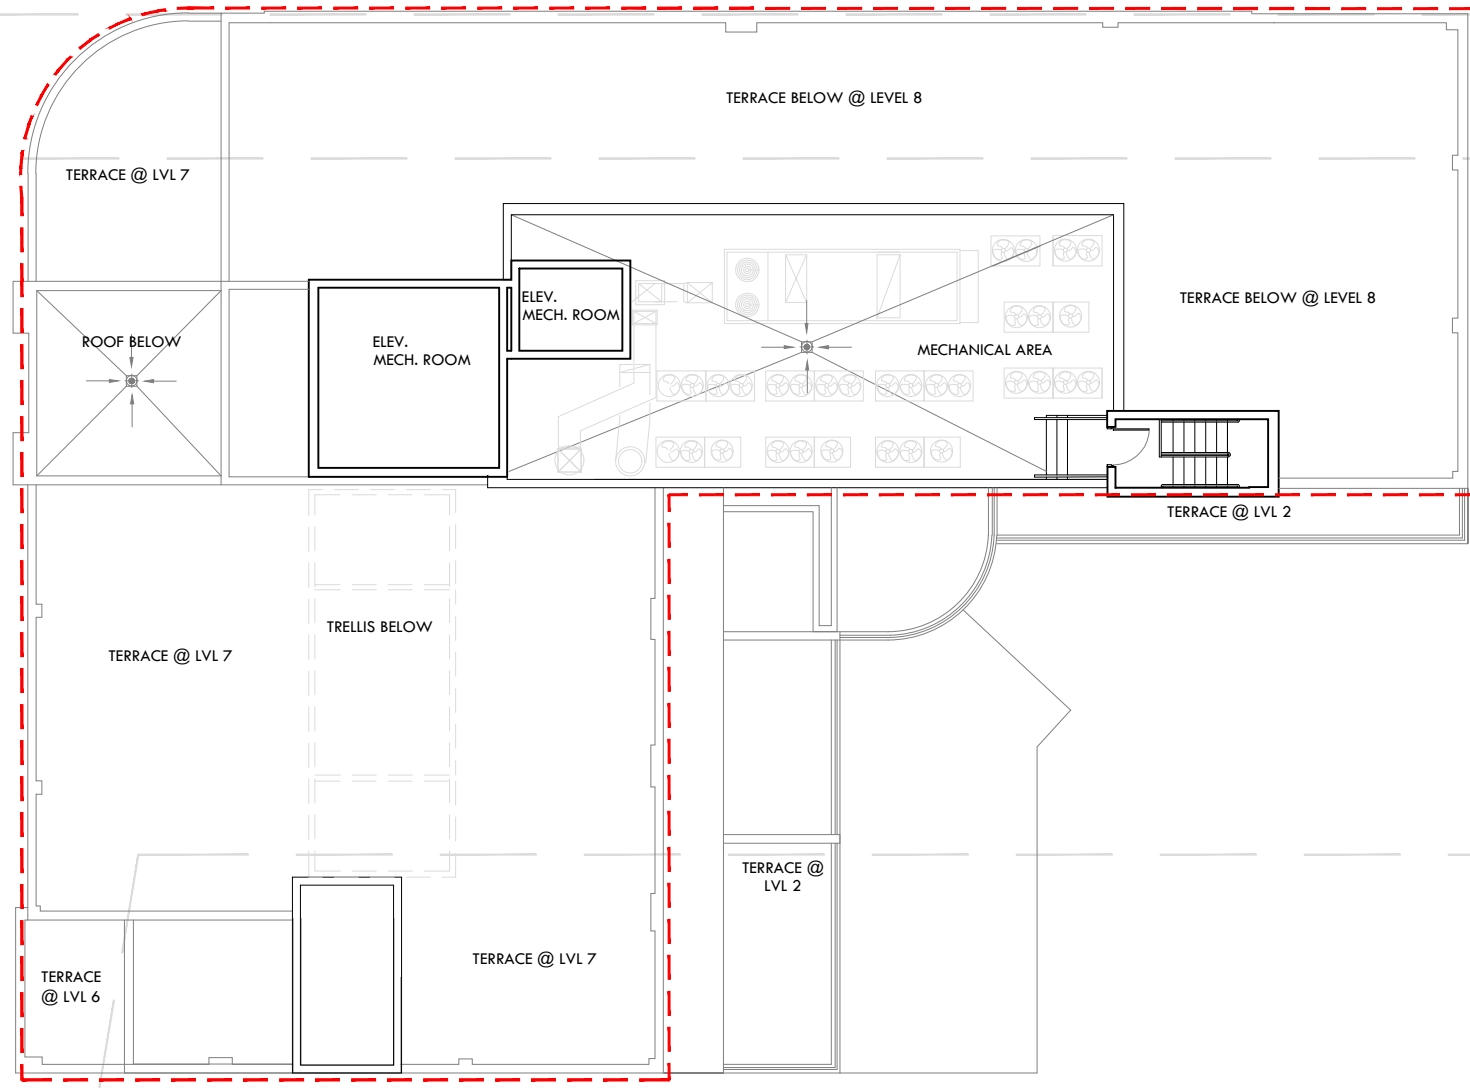 TERRACE BELOW @ LEVEL 8
TERRACE @ LVL 7
TERRACE BELOW @ LEVEL 8
ELEV.
MECH. ROOM
ROOF BELOW
ELEV.
MECH. ROOM
MECHANICAL AREA
TERRACE @ LVL 2
TRELLIS BELOW
TERRACE @ LVL 7
TERRACE @
LVL 2
TERRACE @ LVL 7
TERRACE
@ LVL 6